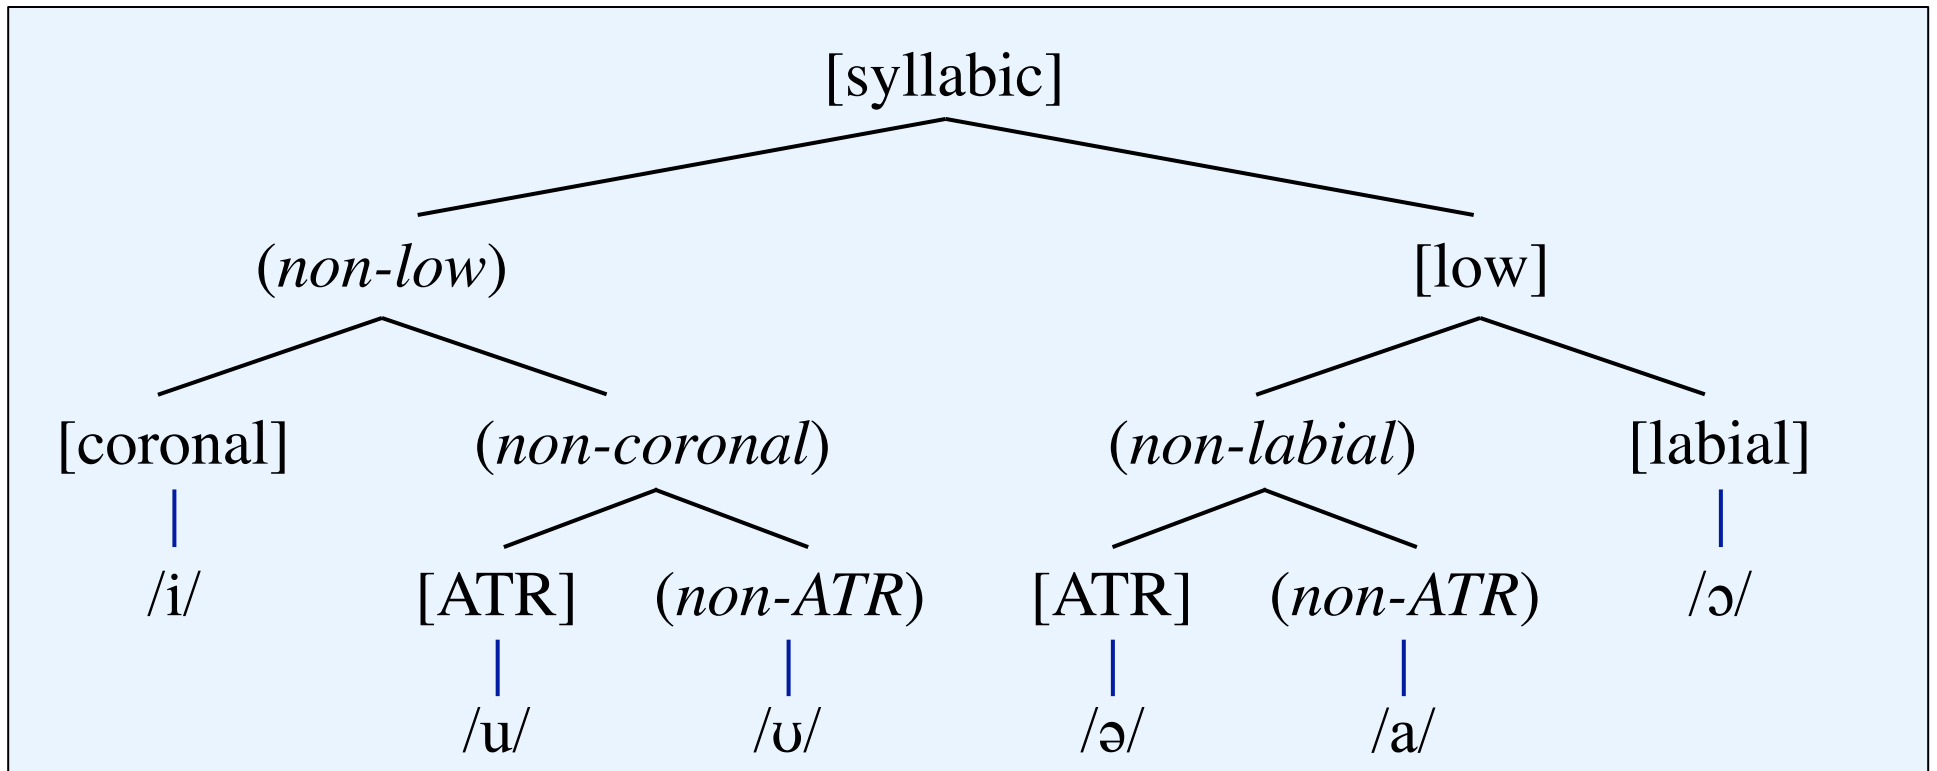 [syllabic]
(non-low) [low]
[coronal] (non-coronal) (non-labial) [labial]
/i/ [ATR] (non-ATR) [ATR] (non-ATR) /ɔ/
/u/ /ʊ/ /ə/ /a/